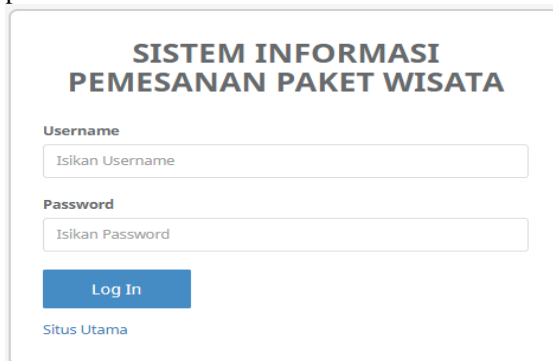 SISTEM INFORMASI
PEMESANAN PAKET WISATA
Username
Isikan Username
Password
Isikan Password
Log In
Situs Utama